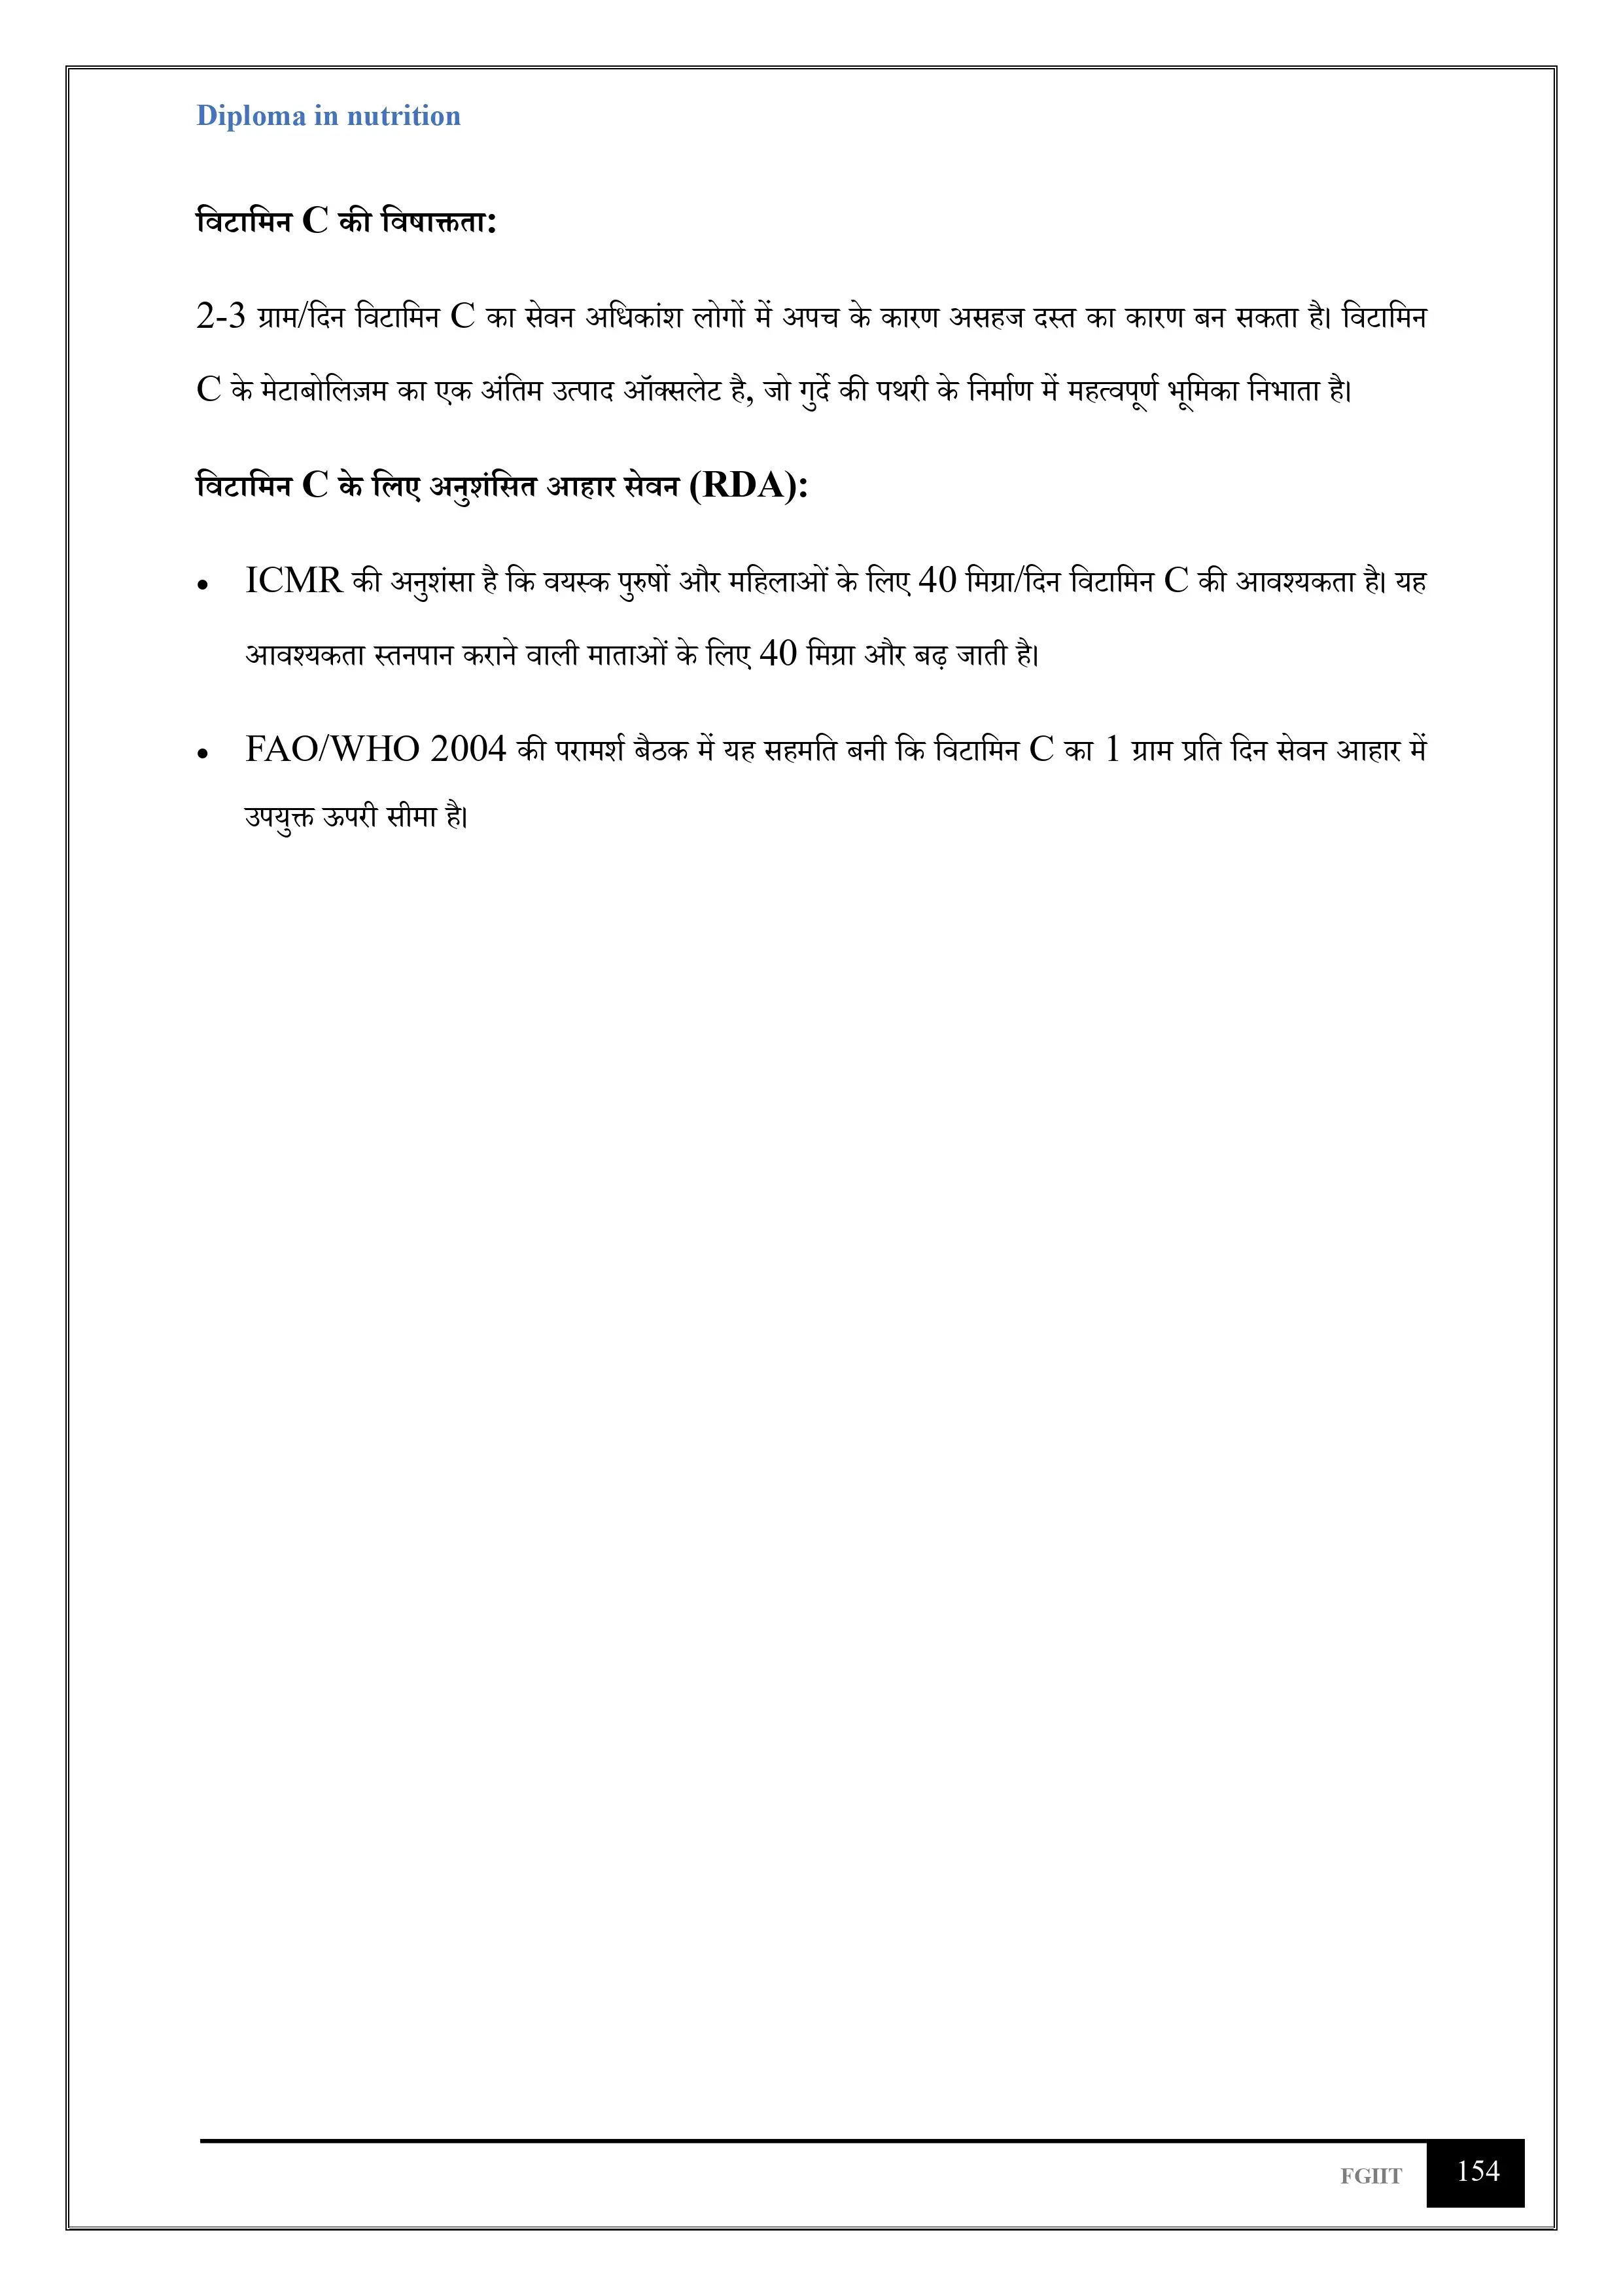 Diploma in nutrition
विटामिन C की विषाक्तता:
2-3 ग्राम/दिन विटामिन C का सेवन अधिकांश लोगों में अपच के कारण असहज दस्त का कारण बन सकता है। विटामिन
C के मेटाबोलिज़म का एक अंतिम उत्पाद ऑक्सलेट है, जो गुर्दे की पथरी के निर्माण में महत्वपूर्ण भूमिका निभाता है।
विटामिन C के लिए अनुशंसित आहार सेवन (RDA):
• ICMR की अनुशंसा है कि वयस्क पुरुषों और महिलाओं के लिए 40 मिग्रा/दिन विटामिन C की आवश्यकता है। यह
आवश्यकता स्तनपान कराने वाली माताओं के लिए 40 मिग्रा और बढ़ जाती है।
• FAO/WHO 2004 की परामर्श बैठक में यह सहमति बनी कि विटामिन C का 1 ग्राम प्रति दिन सेवन आहार में
उपयुक्त ऊपरी सीमा है।
FGIIT 154